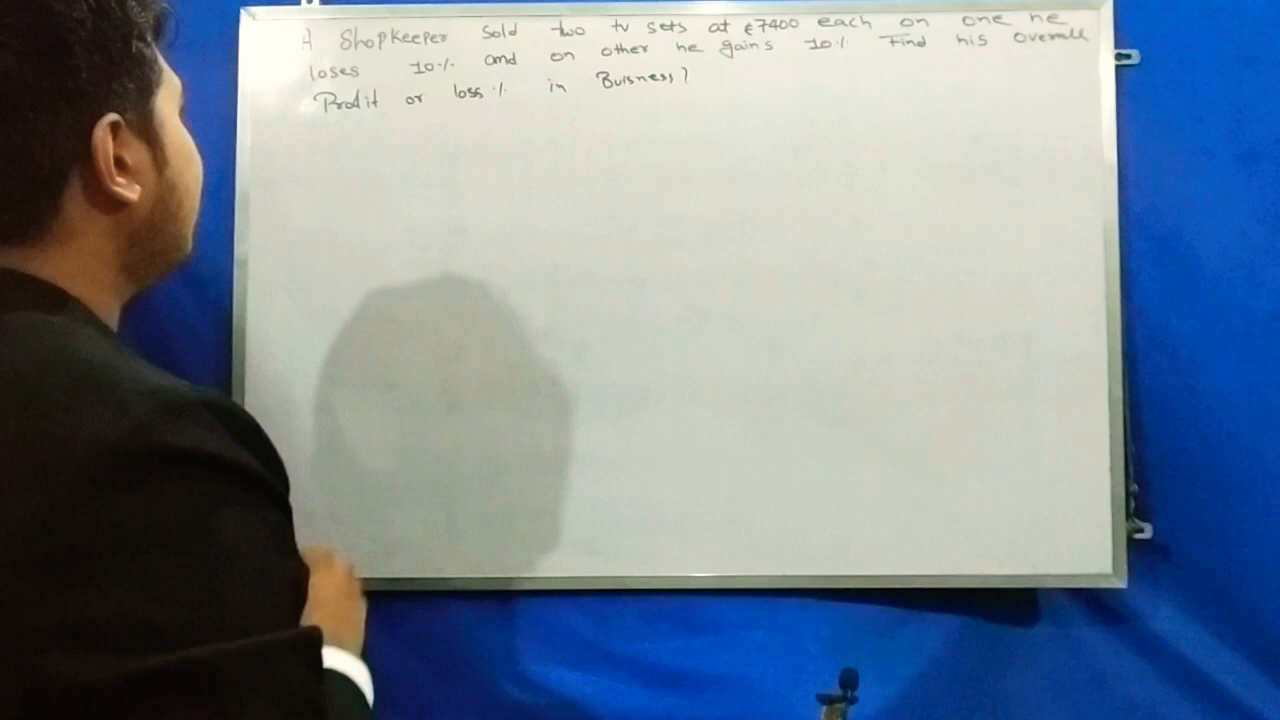 A Shopkeeper Sold two tv sets at €7400 each on one he
loses 10% and on other he gains 10% Find his overall
Profit or loss % in Buisness?